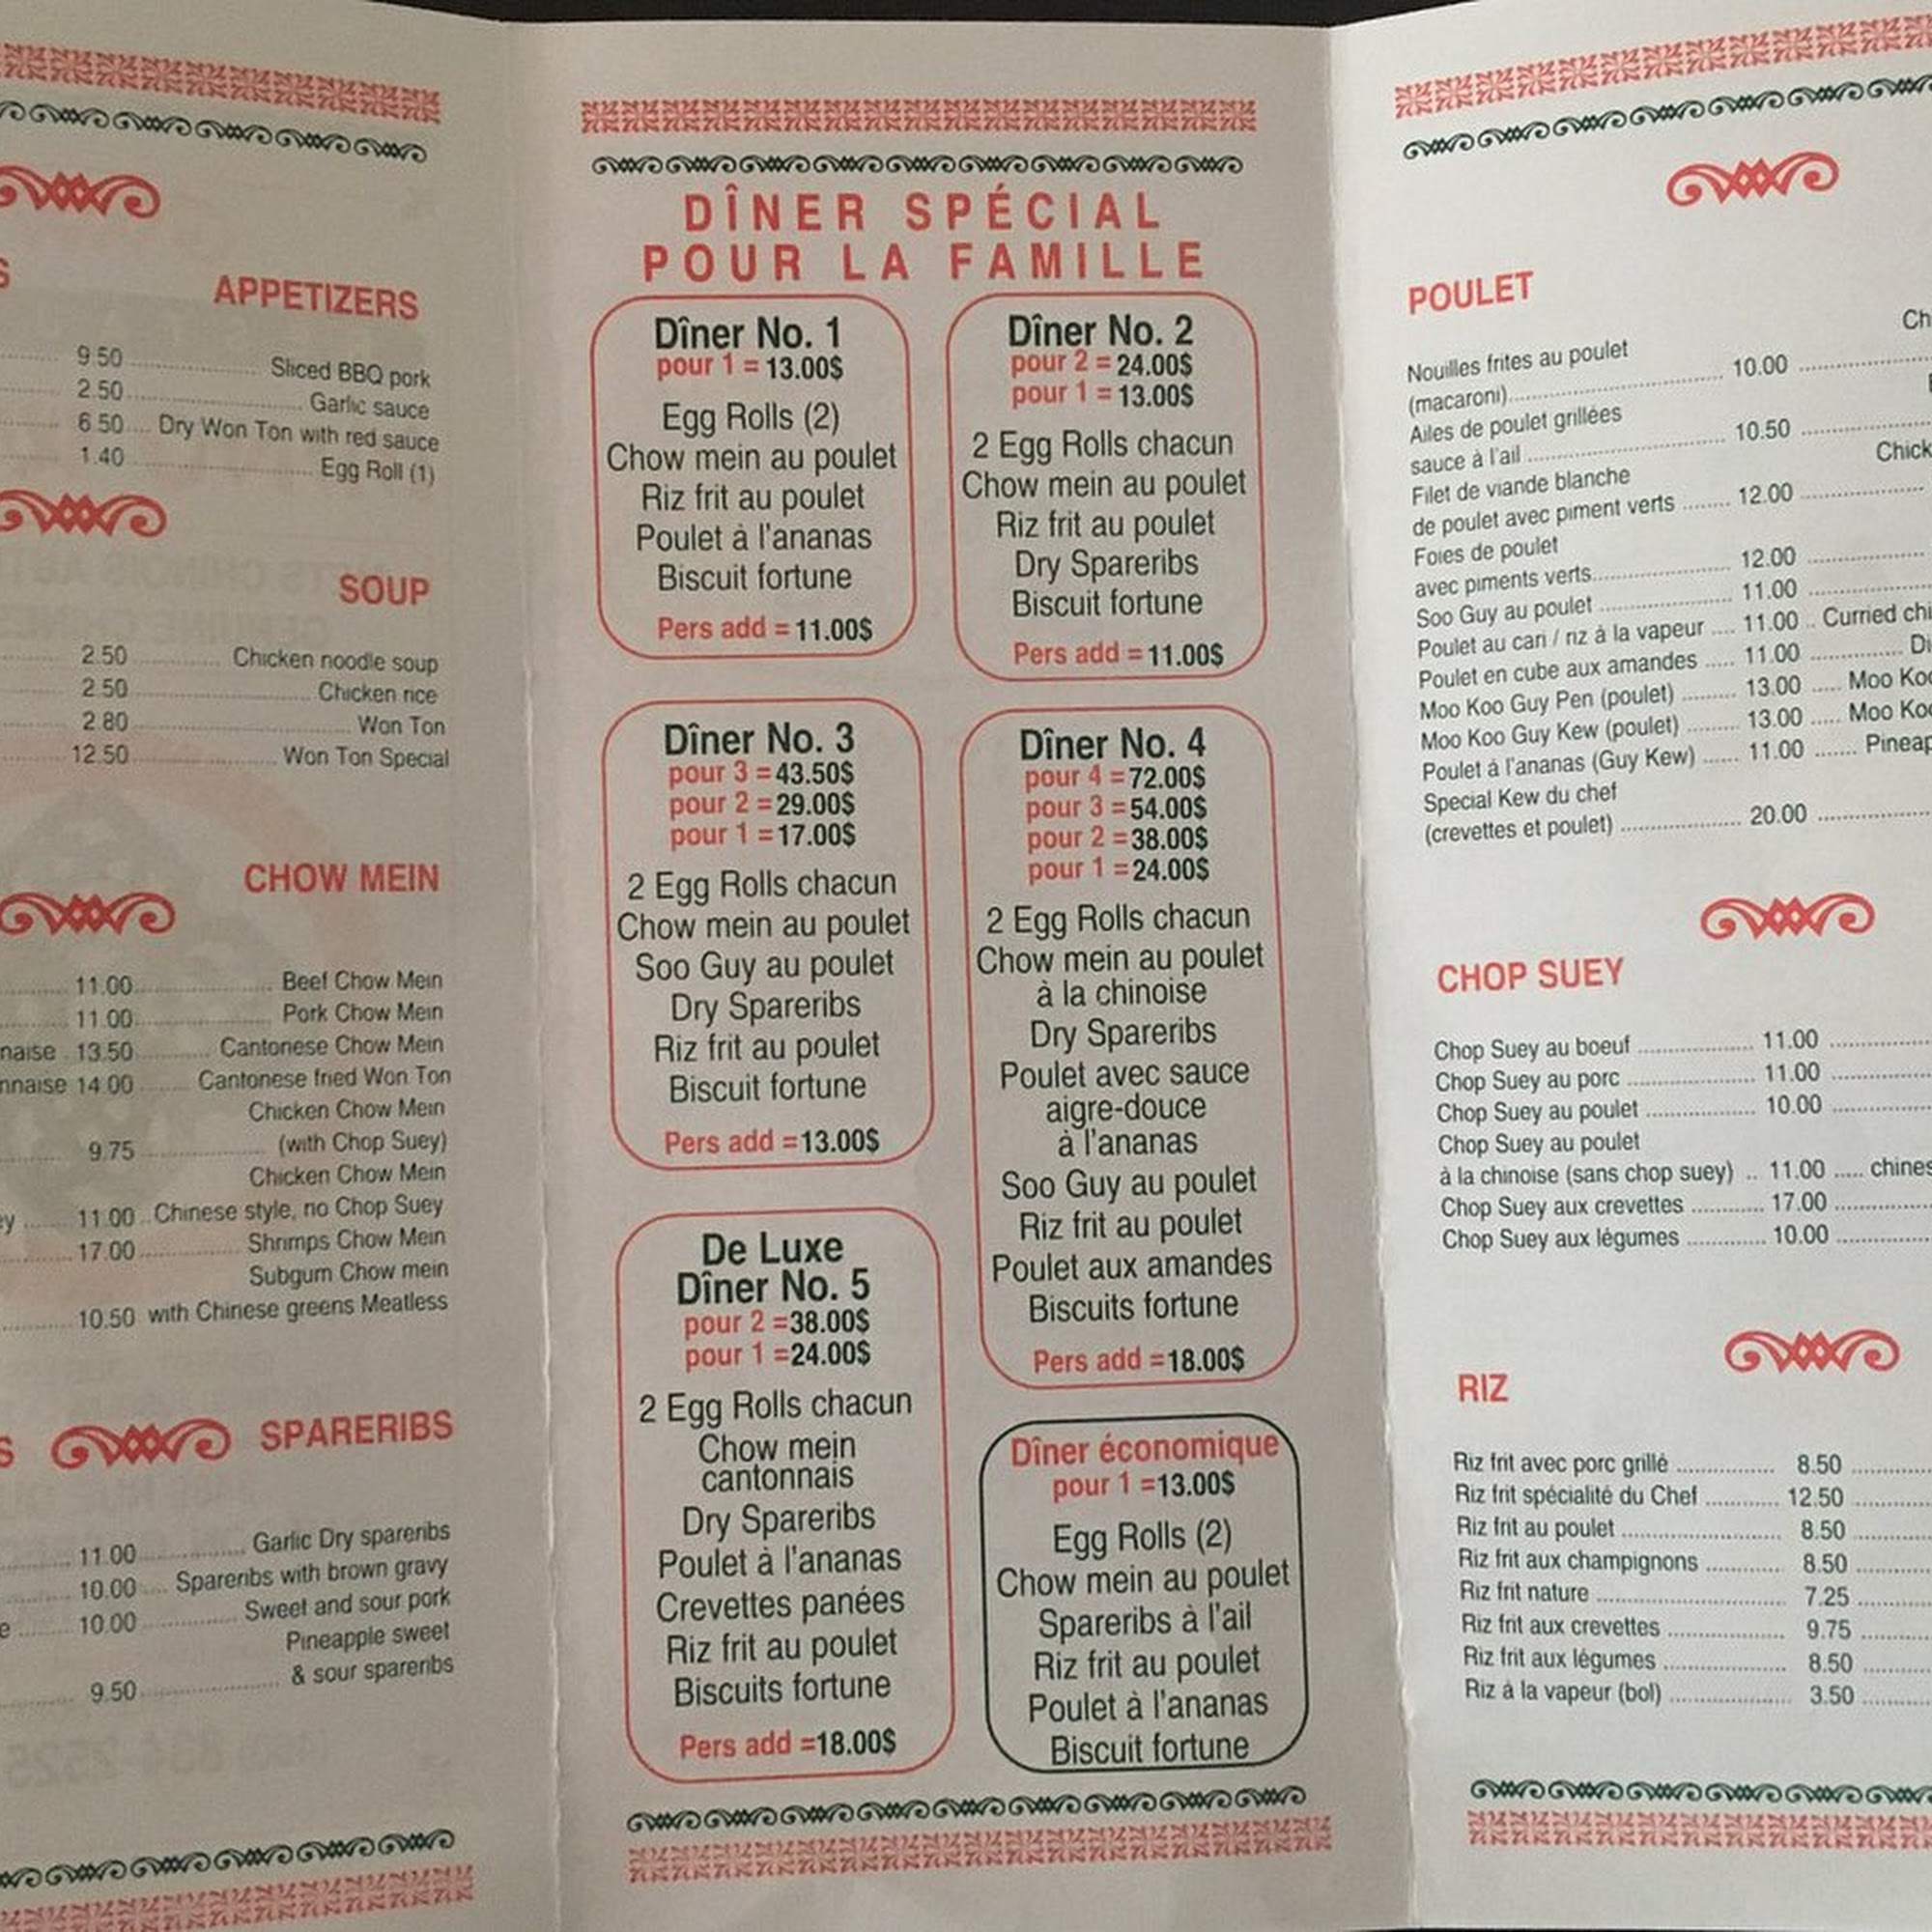 APPETIZERS
9.50 Sliced BBQ pork
2.50 Garlic sauce
6.50 Dry Won Ton with red sauce
1.40 Egg Roll (1)
SOUP
2.50 Chicken noodle soup
2.50 Chicken rice
2.80 Won Ton
12.50 Won Ton Special
CHOW MEIN
11.00 Beef Chow Mein
11.00 Pork Chow Mein
13.50 Cantonese Chow Mein
14.00 Cantonese fried Won Ton
Chicken Chow Mein
9.75 (with Chop Suey)
Chicken Chow Mein
11.00 Chinese style, no Chop Suey
17.00 Shrimps Chow Mein
Subgum Chow mein
10.50 with Chinese greens Meatless
SPARERIBS
11.00 Garlic Dry spareribs
10.00 Spareribs with brown gravy
10.00 Sweet and sour pork
Pineapple sweet
9.50 & sour spareribs
DÎNER SPÉCIAL
POUR LA FAMILLE
Dîner No. 1
pour 1 = 13.00$
Egg Rolls (2)
Chow mein au poulet
Riz frit au poulet
Poulet à l'ananas
Biscuit fortune
Pers add = 11.00$
Dîner No. 2
pour 2 = 24.00$
pour 1 = 13.00$
2 Egg Rolls chacun
Chow mein au poulet
Riz frit au poulet
Dry Spareribs
Biscuit fortune
Pers add = 11.00$
Dîner No. 3
pour 3 = 43.50$
pour 2 = 29.00$
pour 1 = 17.00$
2 Egg Rolls chacun
Chow mein au poulet
Soo Guy au poulet
Dry Spareribs
Riz frit au poulet
Biscuit fortune
Pers add = 13.00$
Dîner No. 4
pour 4 = 72.00$
pour 3 = 54.00$
pour 2 = 38.00$
pour 1 = 24.00$
2 Egg Rolls chacun
Chow mein au poulet
à la chinoise
Dry Spareribs
Poulet avec sauce
aigre-douce
à l'ananas
Soo Guy au poulet
Riz frit au poulet
Poulet aux amandes
Biscuits fortune
Pers add = 18.00$
De Luxe
Dîner No. 5
pour 2 = 38.00$
pour 1 = 24.00$
2 Egg Rolls chacun
Chow mein
cantonnais
Dry Spareribs
Poulet à l'ananas
Crevettes panées
Riz frit au poulet
Biscuits fortune
Pers add = 18.00$
Dîner économique
pour 1 = 13.00$
Egg Rolls (2)
Chow mein au poulet
Spareribs à l'ail
Riz frit au poulet
Poulet à l'ananas
Biscuit fortune
POULET
Nouilles frites au poulet
(macaroni) 10.00
Ailes de poulet grillées
sauce à l'ail 10.50
Filet de viande blanche
de poulet avec piment verts 12.00
Foies de poulet
avec piments verts 12.00
Soo Guy au poulet 11.00
Poulet au cari / riz à la vapeur 11.00 Curried
Poulet en cube aux amandes 11.00
Moo Koo Guy Pen (poulet) 13.00 Moo
Moo Koo Guy Kew (poulet) 13.00 Moo
Poulet à l'ananas (Guy Kew) 11.00
Special Kew du chef
(crevettes et poulet) 20.00
CHOP SUEY
Chop Suey au boeuf 11.00
Chop Suey au porc 11.00
Chop Suey au poulet 10.00
Chop Suey au poulet
à la chinoise (sans chop suey) 11.00
Chop Suey aux crevettes 17.00
Chop Suey aux légumes 10.00
RIZ
Riz frit avec porc grillé 8.50
Riz frit spécialité du Chef 12.50
Riz frit au poulet 8.50
Riz frit aux champignons 8.50
Riz frit nature 7.25
Riz frit aux crevettes 9.75
Riz frit aux légumes 8.50
Riz à la vapeur (bol) 3.50